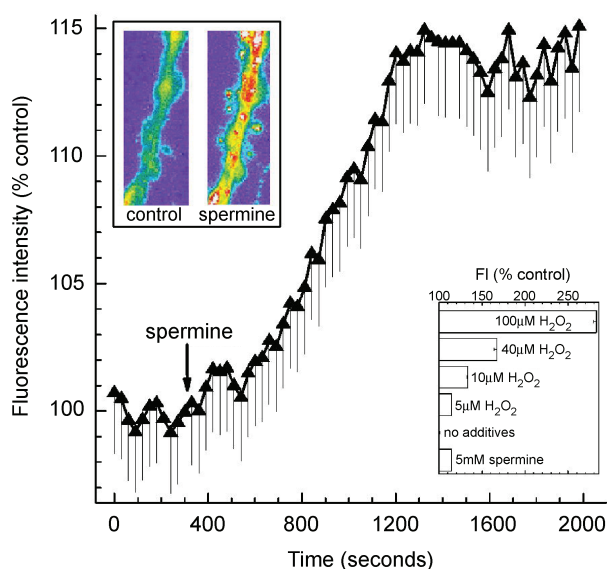 115
110
105
100
Fluorescence intensity (% control)
control
spermine
spermine
FI (% control)
100 150 200 250
100µM H₂O₂
40µM H₂O₂
10µM H₂O₂
5µM H₂O₂
no additives
5mM spermine
0 400 800 1200 1600 2000
Time (seconds)